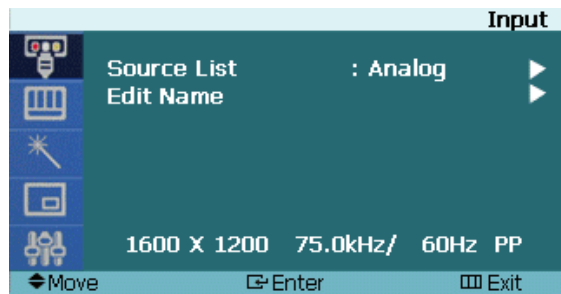 Input
Source List : Analog
Edit Name
1600 X 1200 75.0kHz/ 60Hz PP
Move Enter Exit